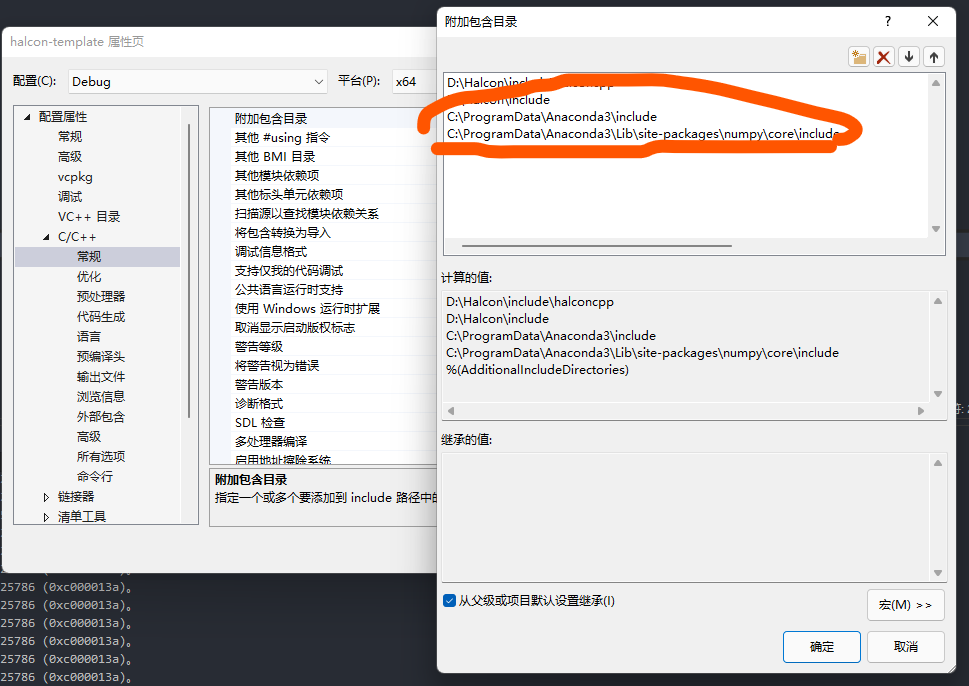 halcon-template 属性页
配置(C):
Debug
平台(P):
x64
配置属性
常规
高级
vcpkg
调试
VC++ 目录
C/C++
常规
优化
预处理器
代码生成
语言
预编译头
输出文件
浏览信息
外部包含
高级
所有选项
命令行
链接器
清单工具
附加包含目录
其他 #using 指令
其他 BMI 目录
其他模块依赖项
其他标头单元依赖项
扫描源以查找模块依赖关系
将包含转换为导入
调试信息格式
支持仅我的代码调试
公共语言运行时支持
使用 Windows 运行时扩展
取消显示启动版权标志
警告等级
将警告视为错误
警告版本
诊断格式
SDL 检查
多处理器编译
启用地址擦除系统
附加包含目录
指定一个或多个要添加到 include 路径中的
25786 (0xc000013a)。
25786 (0xc000013a)。
25786 (0xc000013a)。
25786 (0xc000013a)。
25786 (0xc000013a)。
25786 (0xc000013a)。
附加包含目录
?
D:\Halcon\include
\include
C:\ProgramData\Anaconda3\include
C:\ProgramData\Anaconda3\Lib\site-packages\numpy\core\include
计算的值:
D:\Halcon\include\halconcpp
D:\Halcon\include
C:\ProgramData\Anaconda3\include
C:\ProgramData\Anaconda3\Lib\site-packages\numpy\core\include
%(AdditionalIncludeDirectories)
继承的值:
从父级或项目默认设置继承(I)
宏(M) >>
确定
取消